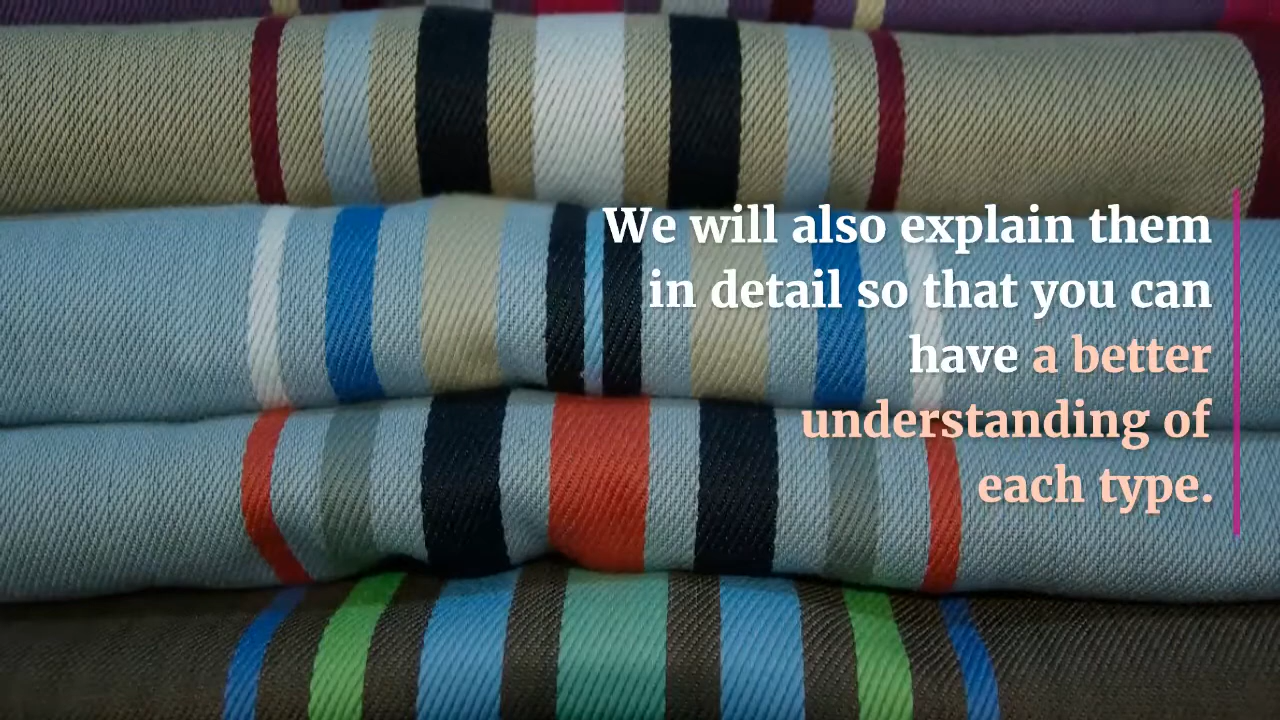 We will also explain them
in detail so that you can
have a better
understanding of
each type.